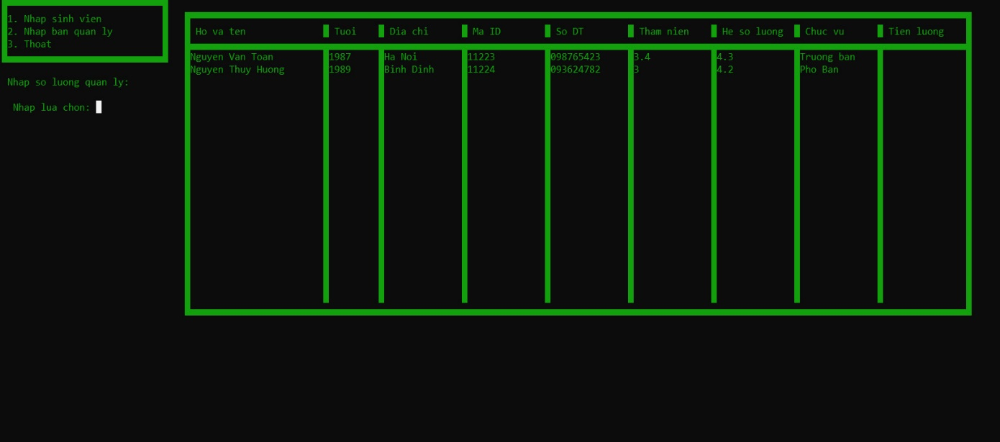 1. Nhap sinh vien
2. Nhap ban quan ly
3. Thoat
Nhap so luong quan ly:
Nhap lua chon:
Ho va ten Tuoi Dia chi Ma ID So DT Tham nien He so luong Chuc vu Tien luong
Nguyen Van Toan 1987 Ha Noi 11223 098765423 3.4 4.3 Truong ban
Nguyen Thuy Huong 1989 Binh Dinh 11224 093624782 3 4.2 Pho Ban